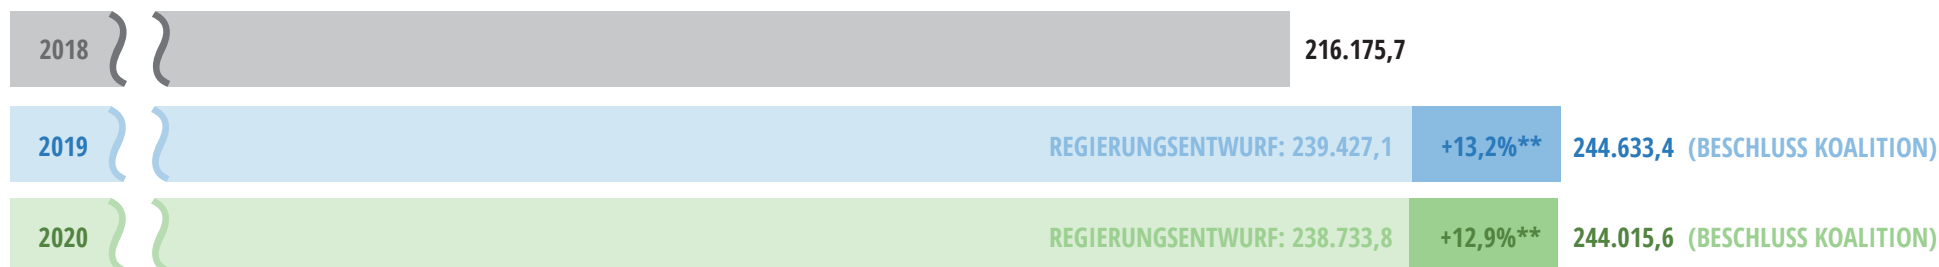 2018 216.175,7
2019 REGIERUNGSENTWURF: 239.427,1 +13,2%** 244.633,4 (BESCHLUSS KOALITION)
2020 REGIERUNGSENTWURF: 238.733,8 +12,9%** 244.015,6 (BESCHLUSS KOALITION)